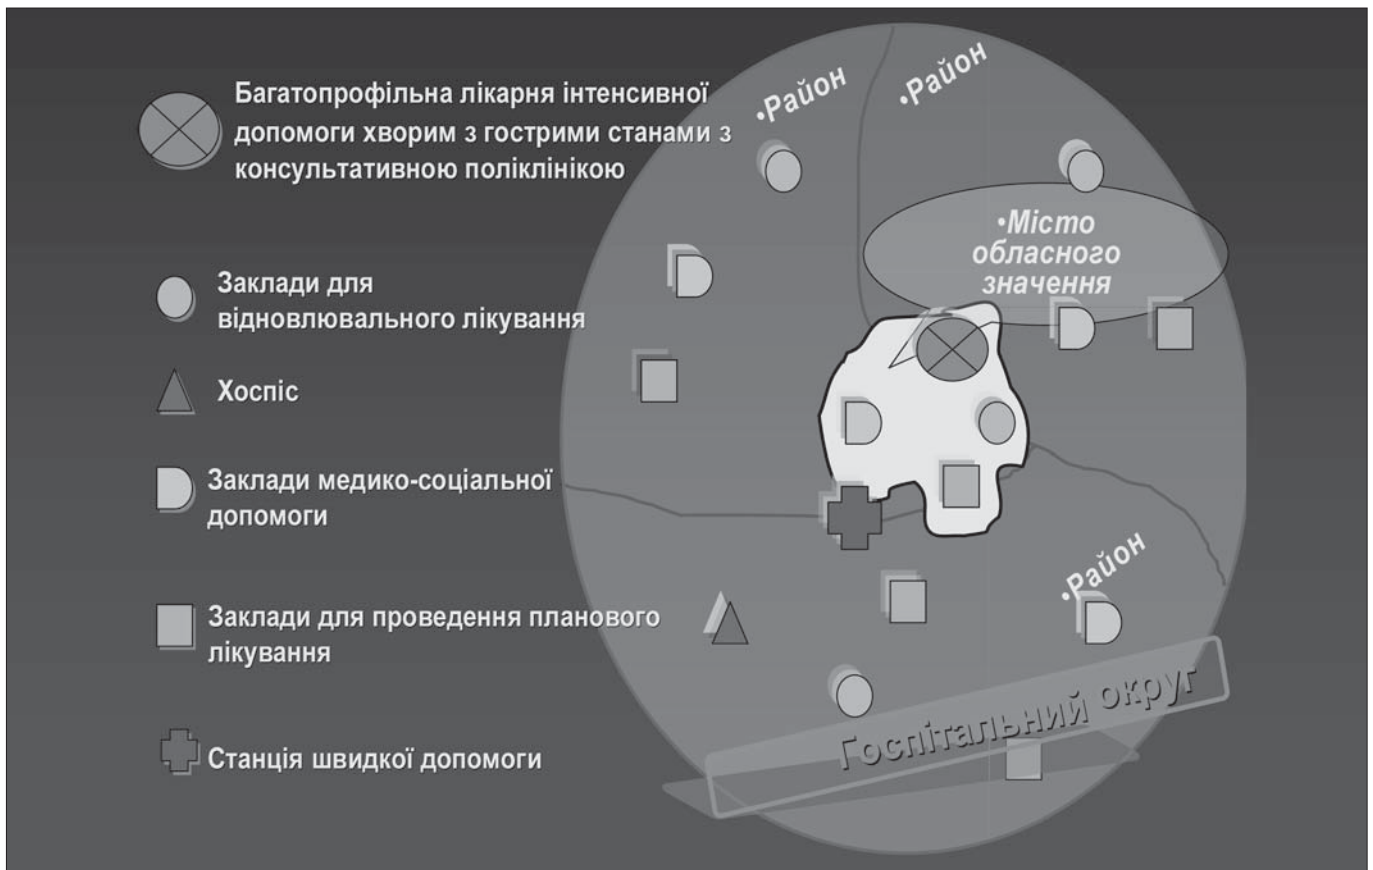 Багатопрофільна лікарня інтенсивної
допомоги хворим з гострими станами з
консультативною поліклінікою
Заклади для
відновлювального лікування
Хоспіс
Заклади медико-соціальної
допомоги
Заклади для проведення планового
лікування
Станція швидкої допомоги
•Район
•Район
•Місто
обласного
значення
•Район
Госпітальний округ